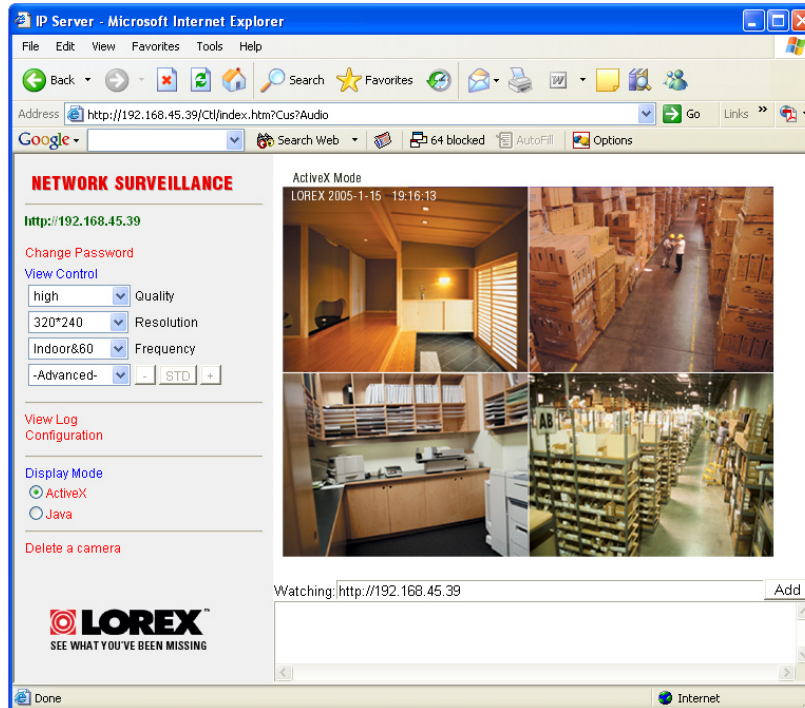 IP Server - Microsoft Internet Explorer
File Edit View Favorites Tools Help
Back Search Favorites
Address http://192.168.45.39/Ctl/index.htm?Cus?Audio Go Links »
Google Search Web 64 blocked AutoFill Options
NETWORK SURVEILLANCE
http://192.168.45.39
Change Password
View Control
high Quality
320*240 Resolution
Indoor&60 Frequency
-Advanced- - STD +
View Log
Configuration
Display Mode
ActiveX
Java
Delete a camera
LOREX™
SEE WHAT YOU'VE BEEN MISSING
ActiveX Mode
LOREX 2005-1-15 19:16:13
AB
Watching: http://192.168.45.39 Add
Done Internet